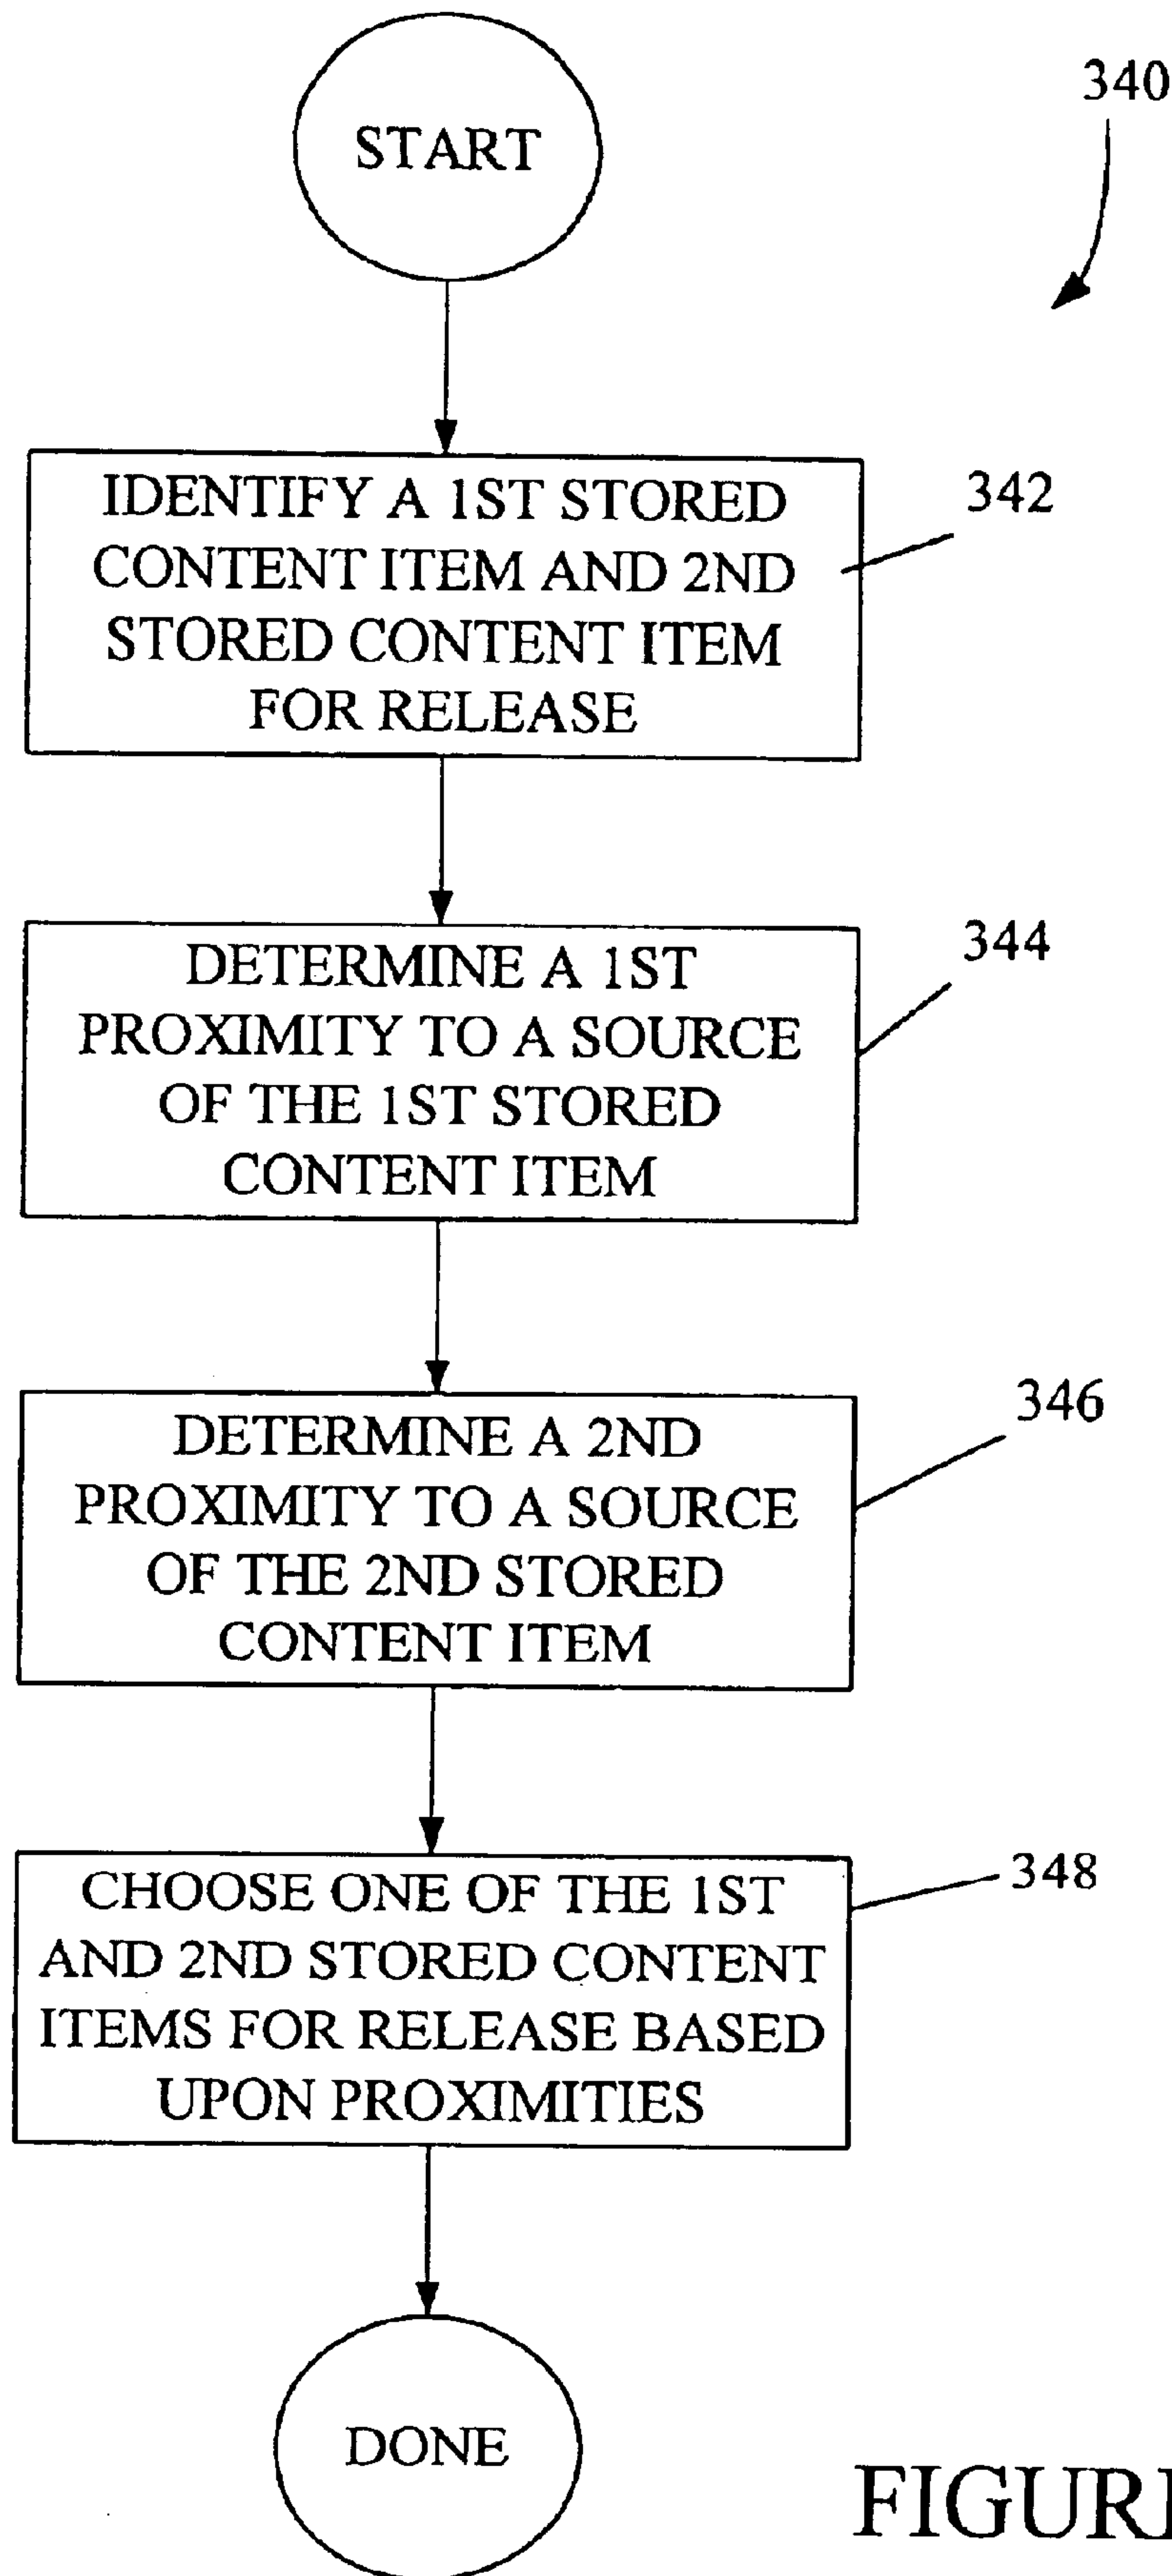 START
340
IDENTIFY A 1ST STORED
CONTENT ITEM AND 2ND
STORED CONTENT ITEM
FOR RELEASE
342
DETERMINE A 1ST
PROXIMITY TO A SOURCE
OF THE 1ST STORED
CONTENT ITEM
344
DETERMINE A 2ND
PROXIMITY TO A SOURCE
OF THE 2ND STORED
CONTENT ITEM
346
CHOOSE ONE OF THE 1ST
AND 2ND STORED CONTENT
ITEMS FOR RELEASE BASED
UPON PROXIMITIES
348
DONE
FIGURE